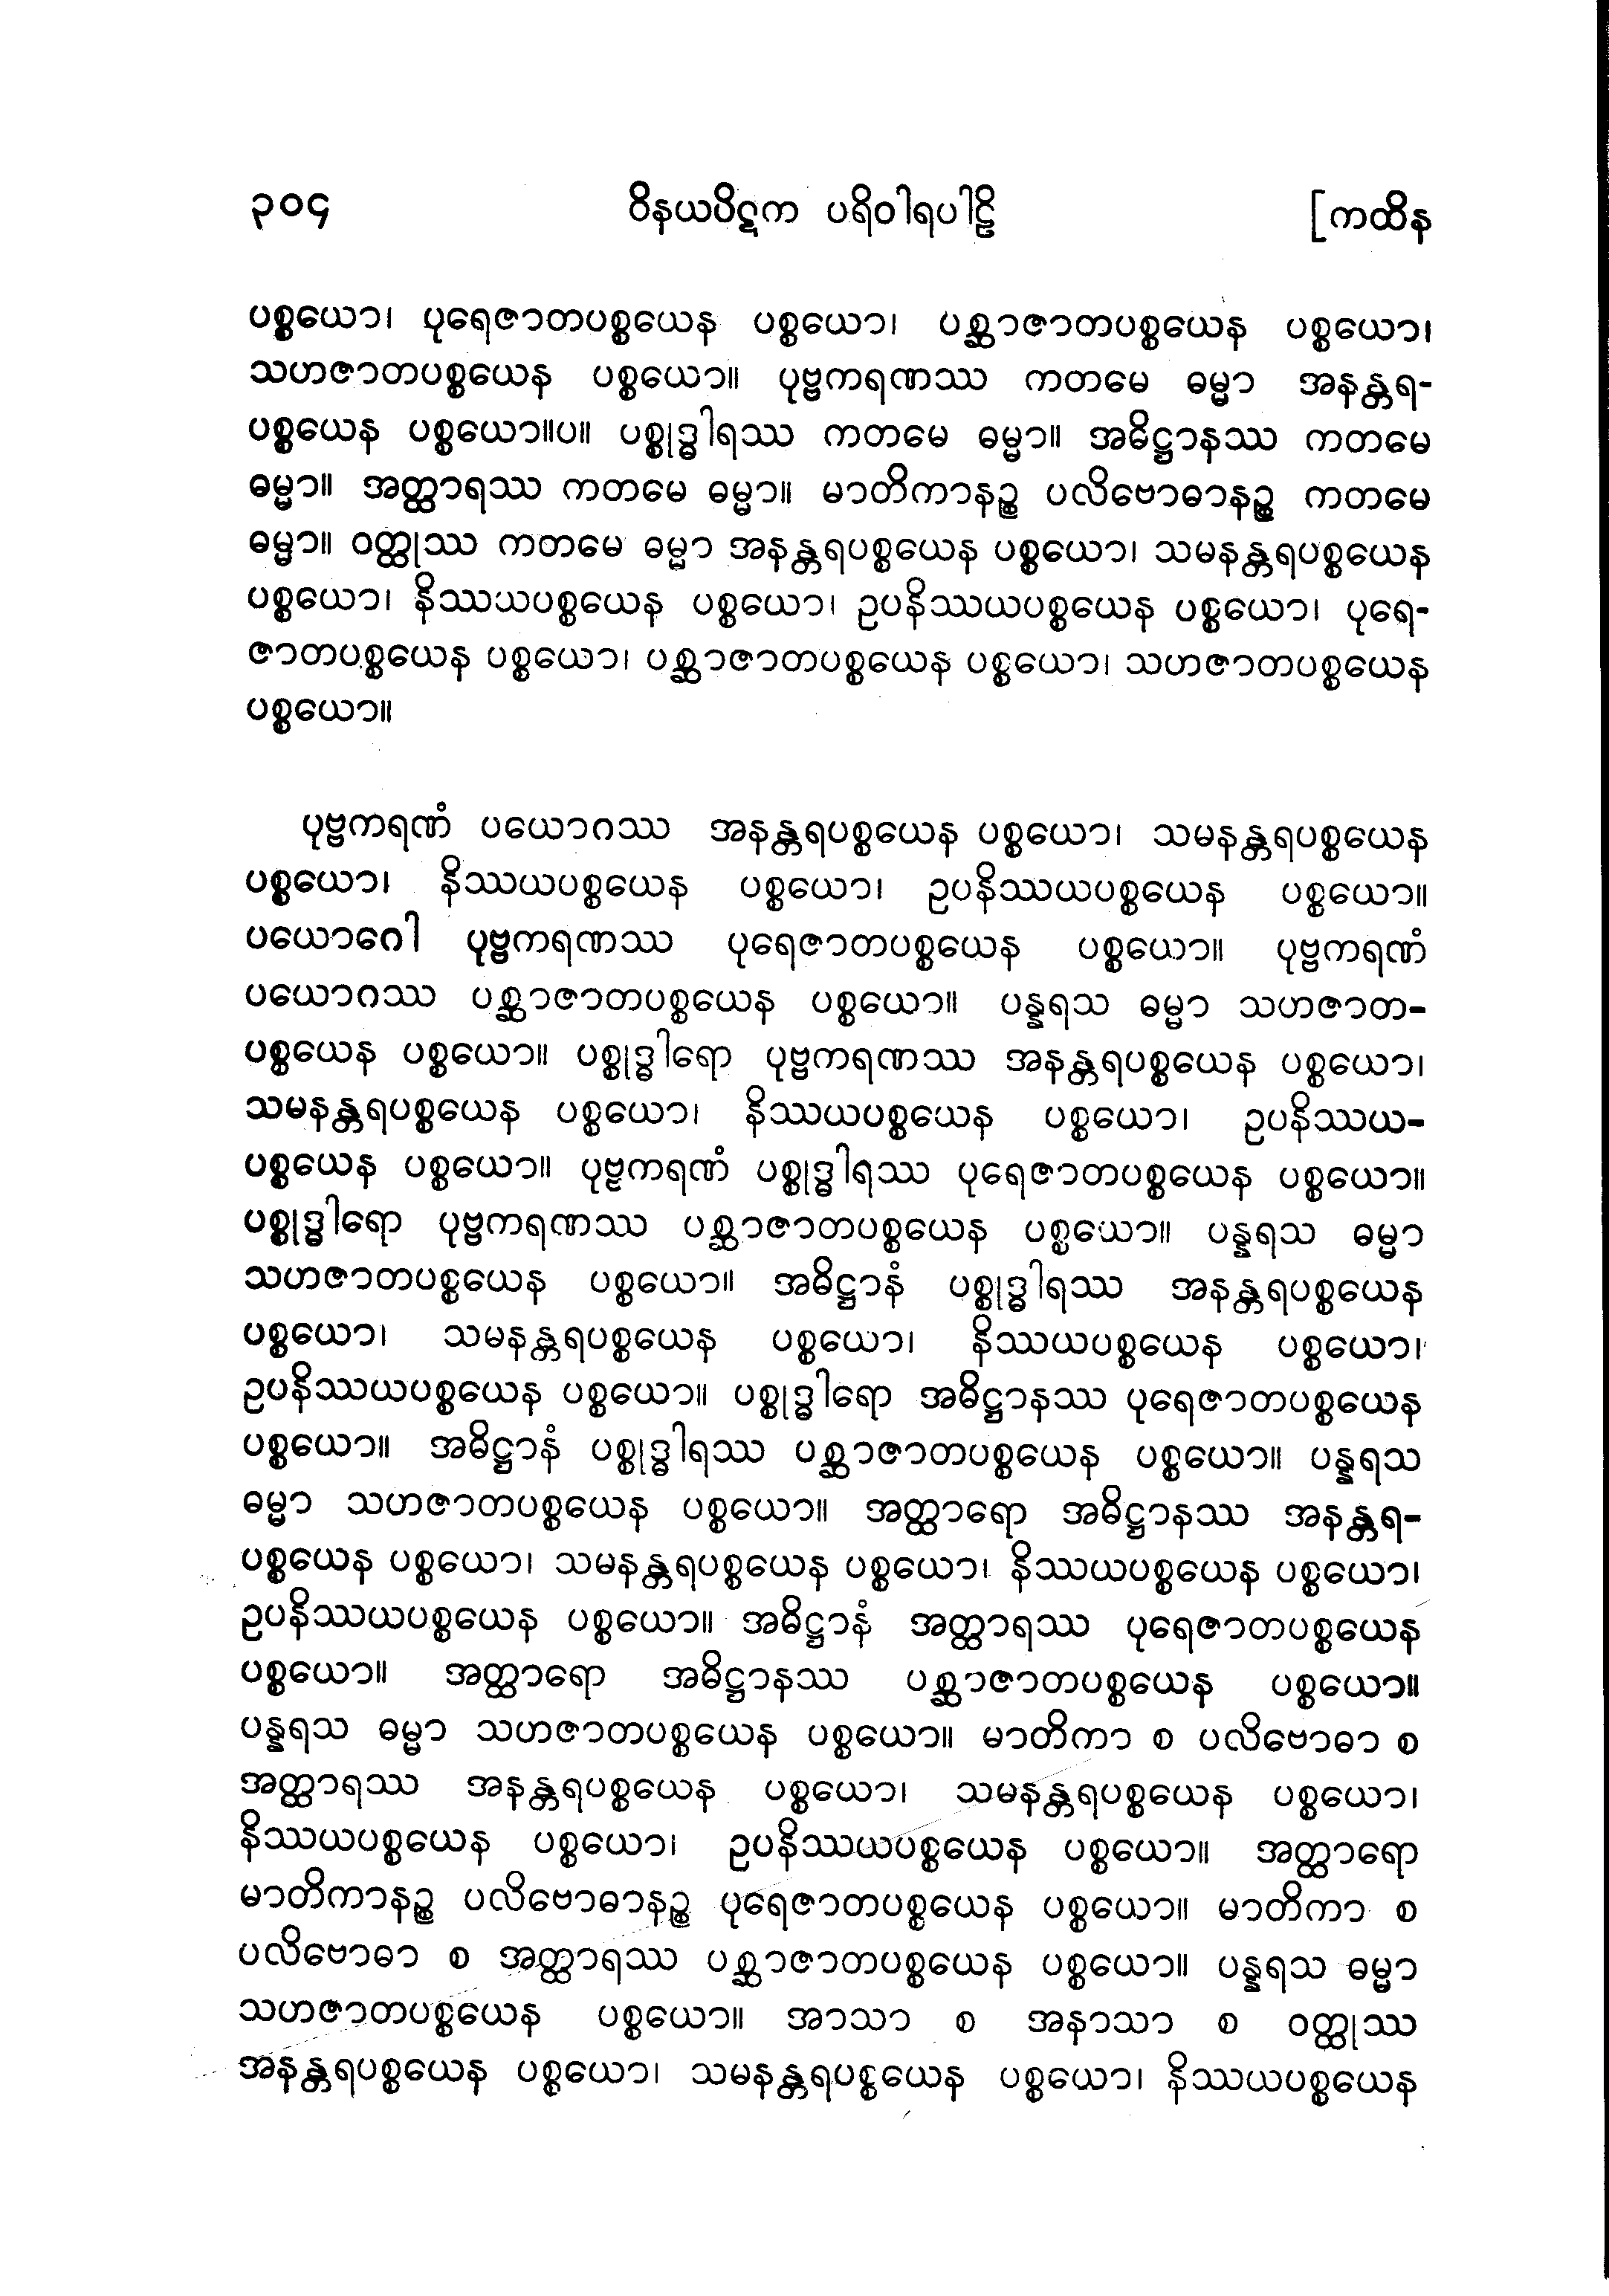 ၃၀၄ ဝိနယပိဋက ပရိဝါရပါဠိ [ကထိန
ပစ္စယော၊ ပုရေဇာတပစ္စယေန ပစ္စယော၊ ပစ္ဆာဇာတပစ္စယေန ပစ္စယော၊
သဟဇာတပစ္စယေန ပစ္စယော။ ပုဗ္ဗကရဏဿ ကတမေ ဓမ္မာ အနန္တရ-
ပစ္စယေန ပစ္စယော။ပ။ ပစ္စုဒ္ဓါရဿ ကတမေ ဓမ္မာ။ အဓိဋ္ဌာနဿ ကတမေ
ဓမ္မာ။ အတ္ထာရဿ ကတမေ ဓမ္မာ။ မာတိကာနဉ္စ ပလိဗောဓာနဉ္စ ကတမေ
ဓမ္မာ။ ဝတ္ထုဿ ကတမေ ဓမ္မာ အနန္တရပစ္စယေန ပစ္စယော၊ သမနန္တရပစ္စယေန
ပစ္စယော၊ နိဿယပစ္စယေန ပစ္စယော၊ ဥပနိဿယပစ္စယေန ပစ္စယော၊ ပုရေ-
ဇာတပစ္စယေန ပစ္စယော၊ ပစ္ဆာဇာတပစ္စယေန ပစ္စယော၊ သဟဇာတပစ္စယေန
ပစ္စယော။
ပုဗ္ဗကရဏံ ပယောဂဿ အနန္တရပစ္စယေန ပစ္စယော၊ သမနန္တရပစ္စယေန
ပစ္စယော၊ နိဿယပစ္စယေန ပစ္စယော၊ ဥပနိဿယပစ္စယေန ပစ္စယော။
ပယောဂေါ ပုဗ္ဗကရဏဿ ပုရေဇာတပစ္စယေန ပစ္စယော။ ပုဗ္ဗကရဏံ
ပယောဂဿ ပစ္ဆာဇာတပစ္စယေန ပစ္စယော။ ပန္နရသ ဓမ္မာ သဟဇာတ-
ပစ္စယေန ပစ္စယော။ ပစ္စုဒ္ဓါရော ပုဗ္ဗကရဏဿ အနန္တရပစ္စယေန ပစ္စယော၊
သမနန္တရပစ္စယေန ပစ္စယော၊ နိဿယပစ္စယေန ပစ္စယော၊ ဥပနိဿယ-
ပစ္စယေန ပစ္စယော။ ပုဗ္ဗကရဏံ ပစ္စုဒ္ဓါရဿ ပုရေဇာတပစ္စယေန ပစ္စယော။
ပစ္စုဒ္ဓါရော ပုဗ္ဗကရဏဿ ပစ္ဆာဇာတပစ္စယေန ပစ္စယော။ ပန္နရသ ဓမ္မာ
သဟဇာတပစ္စယေန ပစ္စယော။ အဓိဋ္ဌာနံ ပစ္စုဒ္ဓါရဿ အနန္တရပစ္စယေန
ပစ္စယော၊ သမနန္တရပစ္စယေန ပစ္စယော၊ နိဿယပစ္စယေန ပစ္စယော၊
ဥပနိဿယပစ္စယေန ပစ္စယော။ ပစ္စုဒ္ဓါရော အဓိဋ္ဌာနဿ ပုရေဇာတပစ္စယေန
ပစ္စယော။ အဓိဋ္ဌာနံ ပစ္စုဒ္ဓါရဿ ပစ္ဆာဇာတပစ္စယေန ပစ္စယော။ ပန္နရသ
ဓမ္မာ သဟဇာတပစ္စယေန ပစ္စယော။ အတ္ထာရော အဓိဋ္ဌာနဿ အနန္တရ-
ပစ္စယေန ပစ္စယော၊ သမနန္တရပစ္စယေန ပစ္စယော၊ နိဿယပစ္စယေန ပစ္စယော၊
ဥပနိဿယပစ္စယေန ပစ္စယော။ အဓိဋ္ဌာနံ အတ္ထာရဿ ပုရေဇာတပစ္စယေန
ပစ္စယော။ အတ္ထာရော အဓိဋ္ဌာနဿ ပစ္ဆာဇာတပစ္စယေန ပစ္စယော။
ပန္နရသ ဓမ္မာ သဟဇာတပစ္စယေန ပစ္စယော။ မာတိကာ စ ပလိဗောဓာ စ
အတ္ထာရဿ အနန္တရပစ္စယေန ပစ္စယော၊ သမနန္တရပစ္စယေန ပစ္စယော၊
နိဿယပစ္စယေန ပစ္စယော၊ ဥပနိဿယပစ္စယေန ပစ္စယော။ အတ္ထာရော
မာတိကာနဉ္စ ပလိဗောဓာနဉ္စ ပုရေဇာတပစ္စယေန ပစ္စယော။ မာတိကာ စ
ပလိဗောဓာ စ အတ္ထာရဿ ပစ္ဆာဇာတပစ္စယေန ပစ္စယော။ ပန္နရသ ဓမ္မာ
သဟဇာတပစ္စယေန ပစ္စယော။ အာသာ စ အနာသာ စ ဝတ္ထုဿ
အနန္တရပစ္စယေန ပစ္စယော၊ သမနန္တရပစ္စယေန ပစ္စယော၊ နိဿယပစ္စယေန